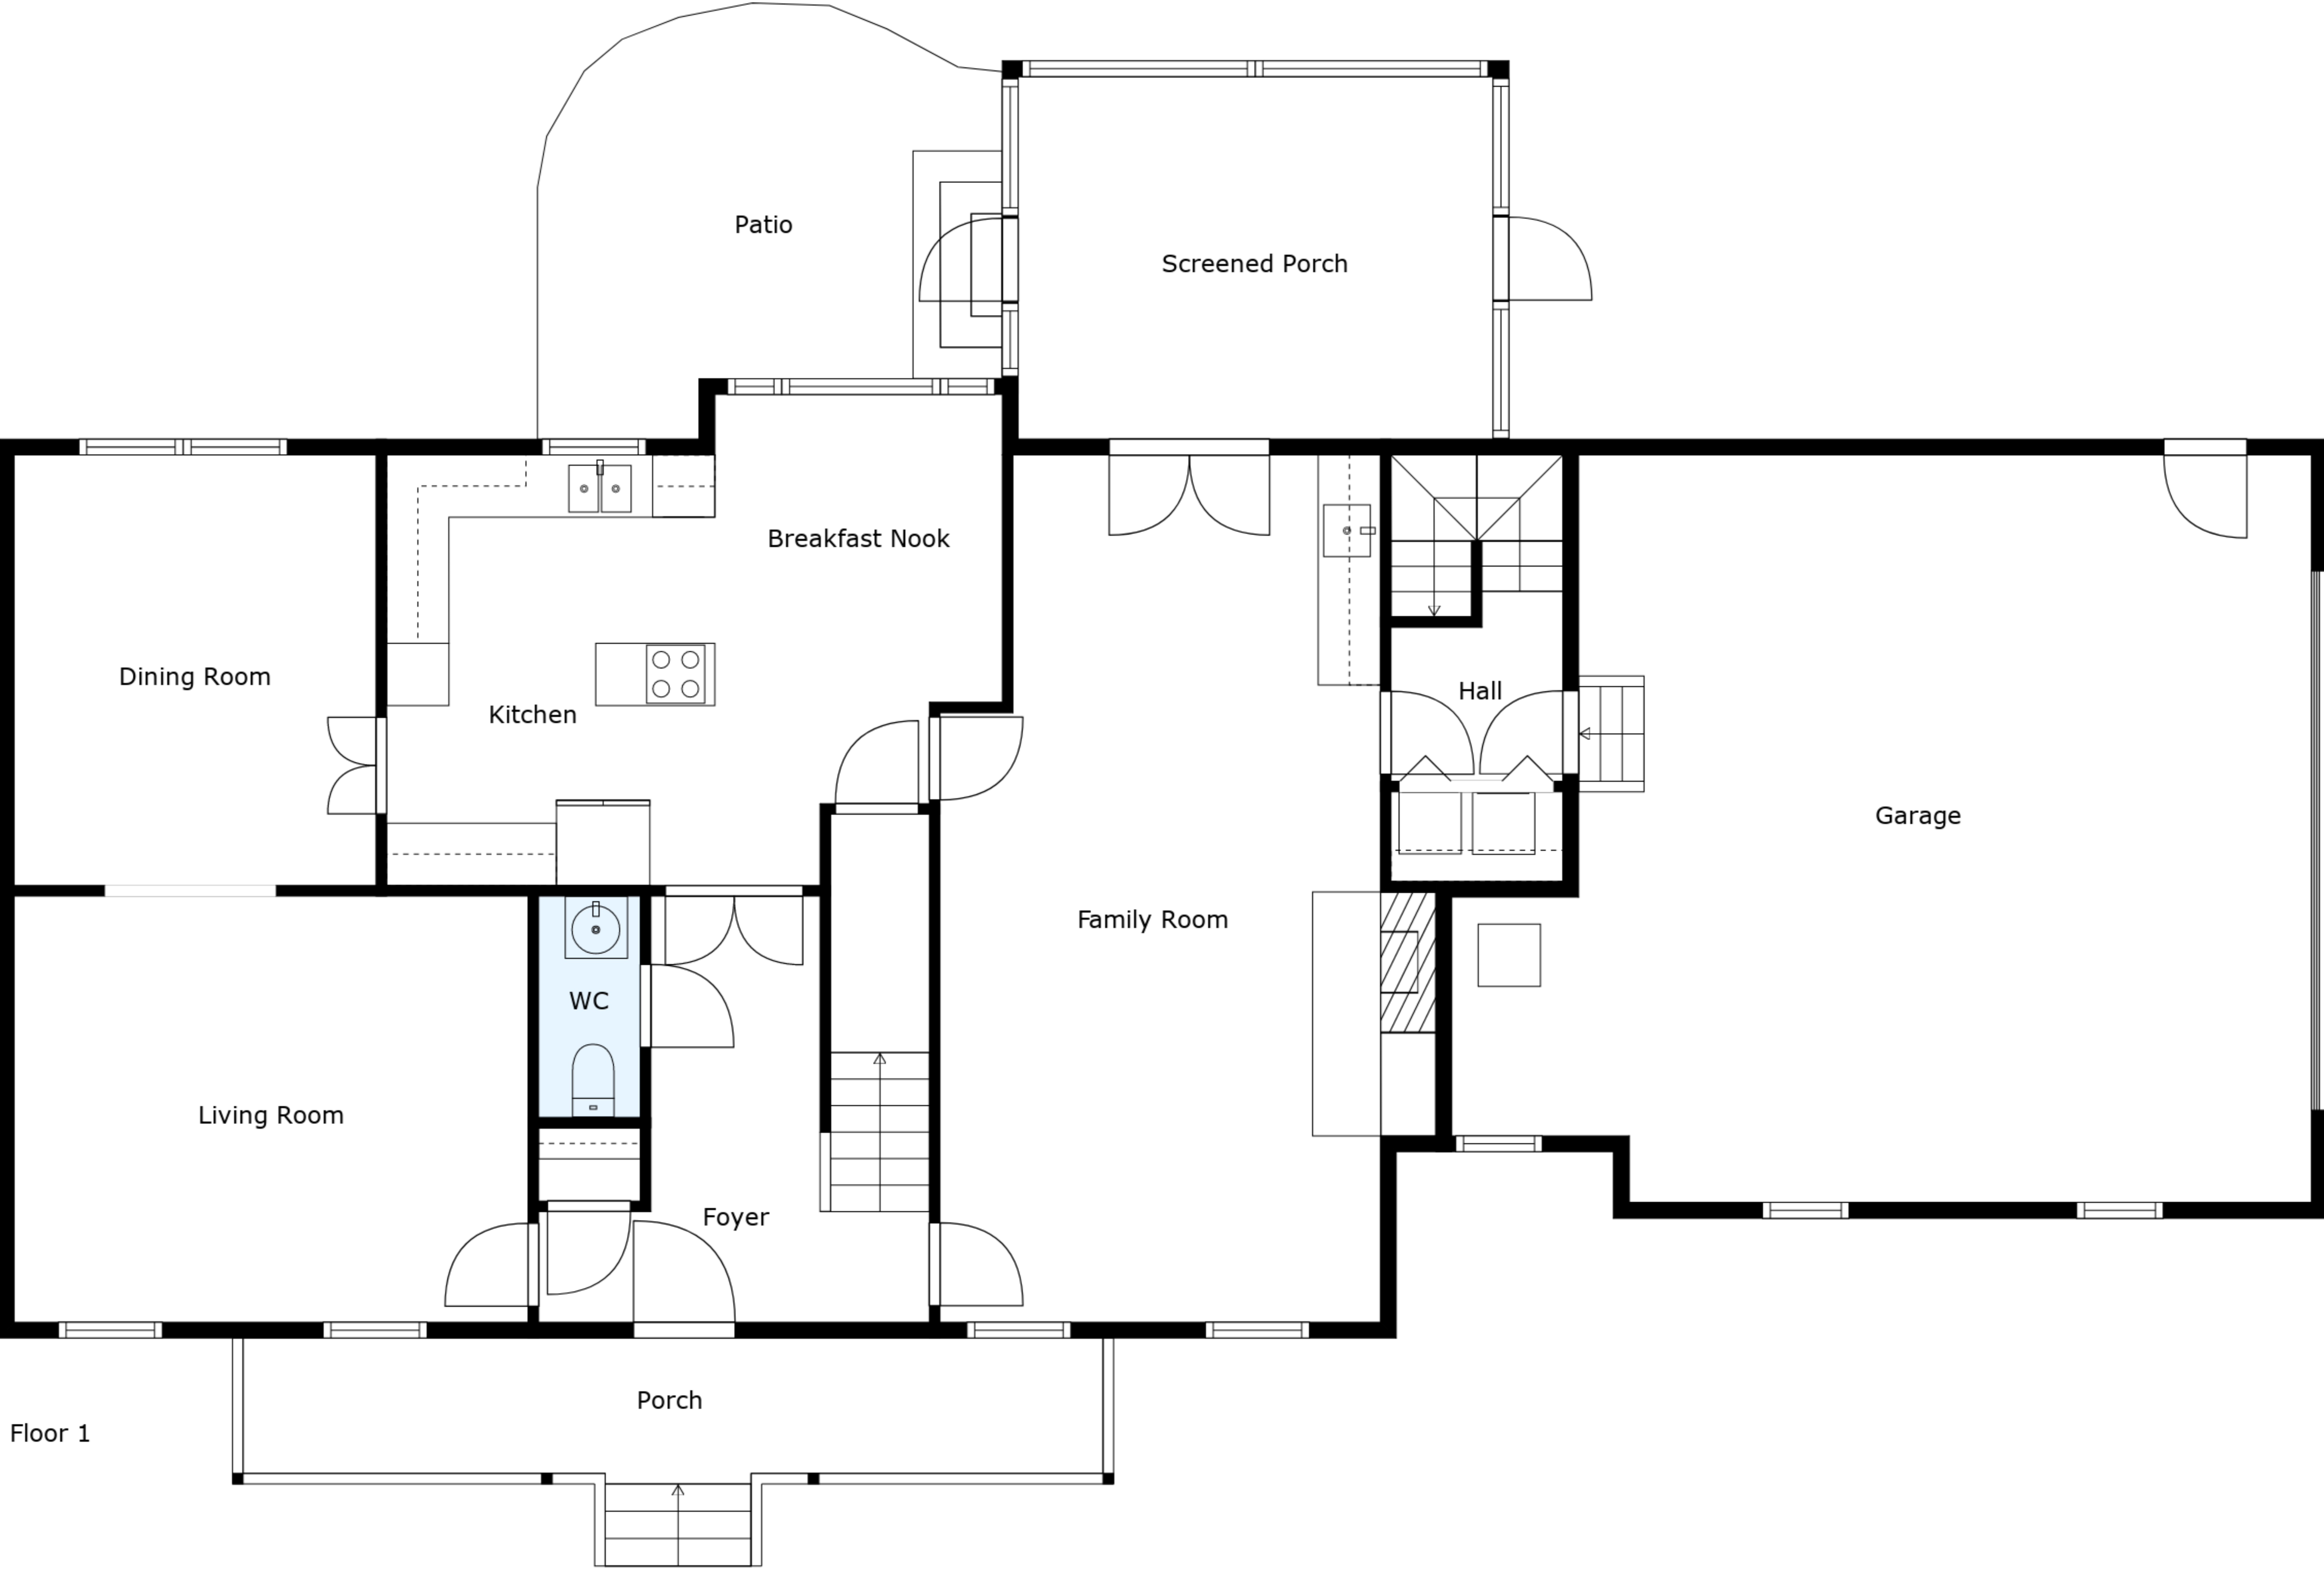 Patio
Screened Porch
Breakfast Nook
Dining Room
Kitchen
Hall
Garage
Family Room
WC
Living Room
Foyer
Porch
Floor 1